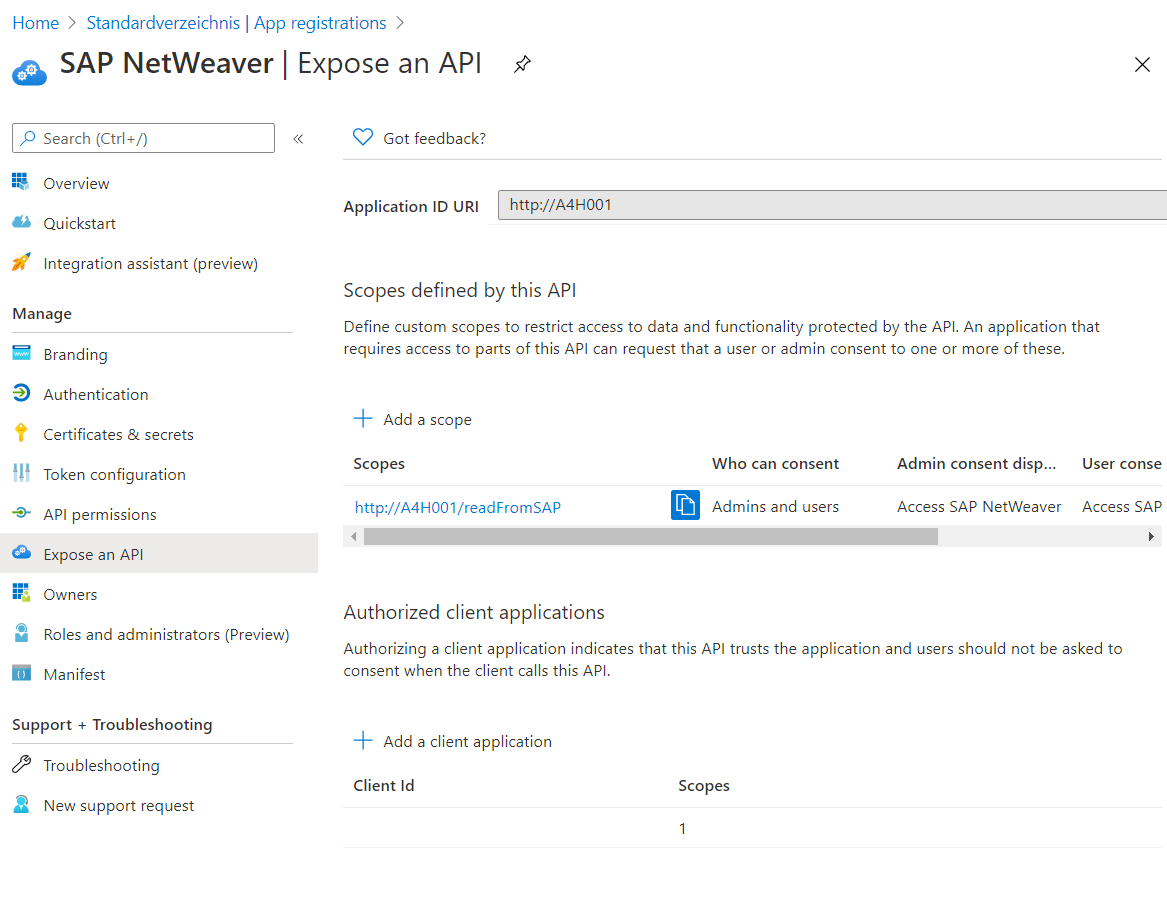 Home > Standardverzeichnis | App registrations >
SAP NetWeaver | Expose an API
Search (Ctrl+/)
«
Overview
Quickstart
Integration assistant (preview)
Manage
Branding
Authentication
Certificates & secrets
Token configuration
API permissions
Expose an API
Owners
Roles and administrators (Preview)
Manifest
Support + Troubleshooting
Troubleshooting
New support request
Got feedback?
Application ID URI http://A4H001
Scopes defined by this API
Define custom scopes to restrict access to data and functionality protected by the API. An application that
requires access to parts of this API can request that a user or admin consent to one or more of these.
Add a scope
Scopes Who can consent Admin consent disp... User conse
http://A4H001/readFromSAP Admins and users Access SAP NetWeaver Access SAP
Authorized client applications
Authorizing a client application indicates that this API trusts the application and users should not be asked to
consent when the client calls this API.
Add a client application
Client Id Scopes
1